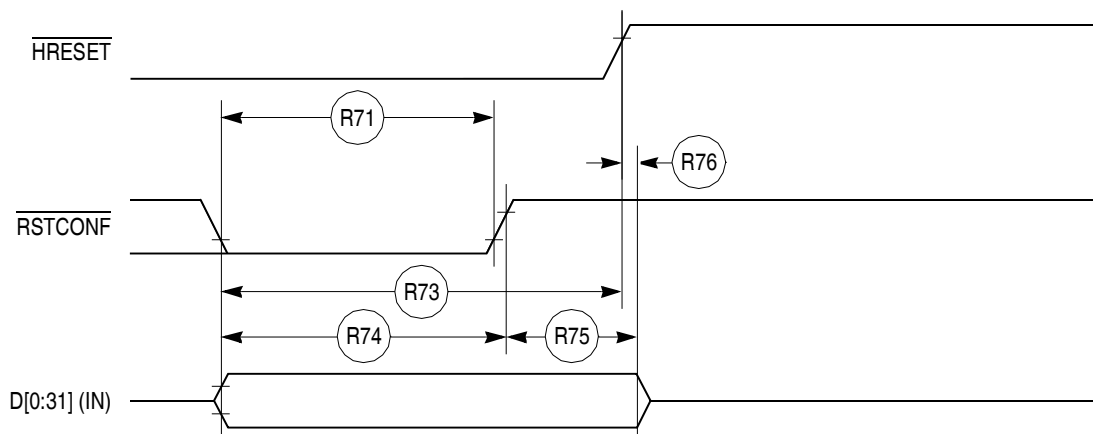 HRESET
R71
R76
RSTCONF
R73
R74
R75
D[0:31] (IN)